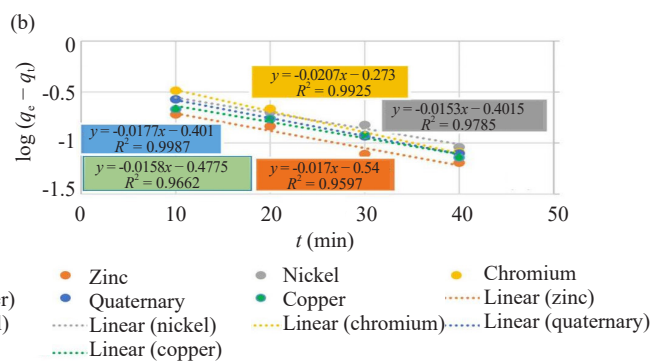 (b)
0
-0.5
-1
-1.5
log (qe − qt)
y = -0.0207x − 0.273
R² = 0.9925
y = -0.0153x − 0.4015
R² = 0.9785
y = -0.0177x − 0.401
R² = 0.9987
y = -0.0158x − 0.4775
R² = 0.9662
y = -0.017x − 0.54
R² = 0.9597
0 10 20 30 40 50
t (min)
Zinc Nickel Chromium
er) Quaternary Copper Linear (zinc)
l) Linear (nickel) Linear (chromium) Linear (quaternary)
Linear (copper)